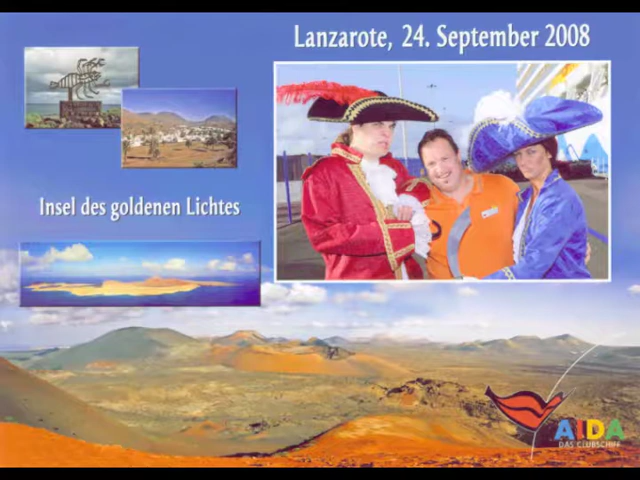 Lanzarote, 24. September 2008
Insel des goldenen Lichtes
AIDA
DAS CLUBSCHIFF